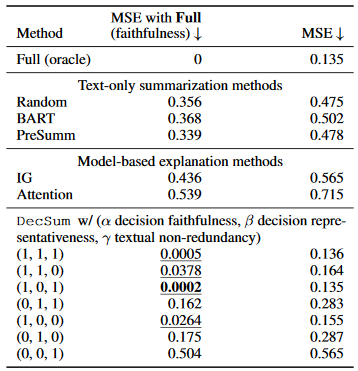 MSE with Full
Method (faithfulness) ↓ MSE ↓
Full (oracle) 0 0.135
Text-only summarization methods
Random 0.356 0.475
BART 0.368 0.502
PreSumm 0.339 0.478
Model-based explanation methods
IG 0.436 0.565
Attention 0.539 0.715
DecSum w/ (α decision faithfulness, β decision repre-
sentativeness, γ textual non-redundancy)
(1, 1, 1) 0.0005 0.136
(1, 1, 0) 0.0378 0.164
(1, 0, 1) 0.0002 0.135
(0, 1, 1) 0.162 0.283
(1, 0, 0) 0.0264 0.155
(0, 1, 0) 0.175 0.287
(0, 0, 1) 0.504 0.565